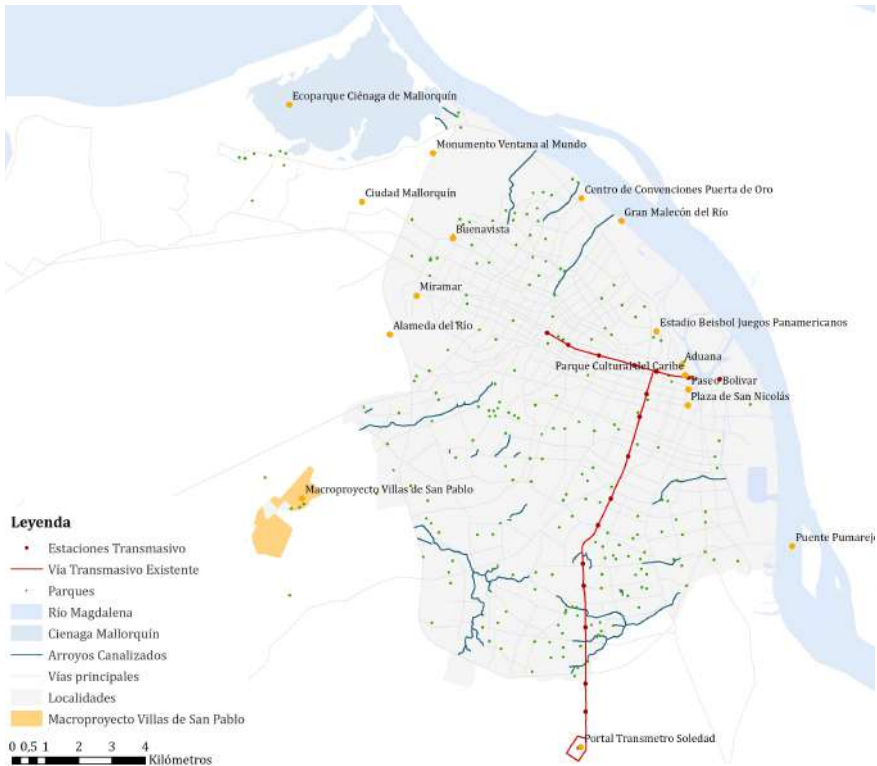 Ecoparque Ciénaga de Mallorquín
Monumento Ventana al Mundo
Ciudad Mallorquín
Centro de Convenciones Puerta de Oro
Gran Malecón del Río
Buenavista
Miramar
Alameda del Río
Estadio Beisbol Juegos Panamericanos
Aduana
Parque Cultural del Caribe
Paseo Bolivar
Plaza de San Nicolás
Macroproyecto Villas de San Pablo
Puente Pumarejo
Portal Transmetro Soledad
Leyenda
Estaciones Transmasivo
Vía Transmasivo Existente
Parques
Río Magdalena
Cienaga Mallorquín
Arroyos Canalizados
Vías principales
Localidades
Macroproyecto Villas de San Pablo
0 0,5 1 2 3 4
Kilómetros